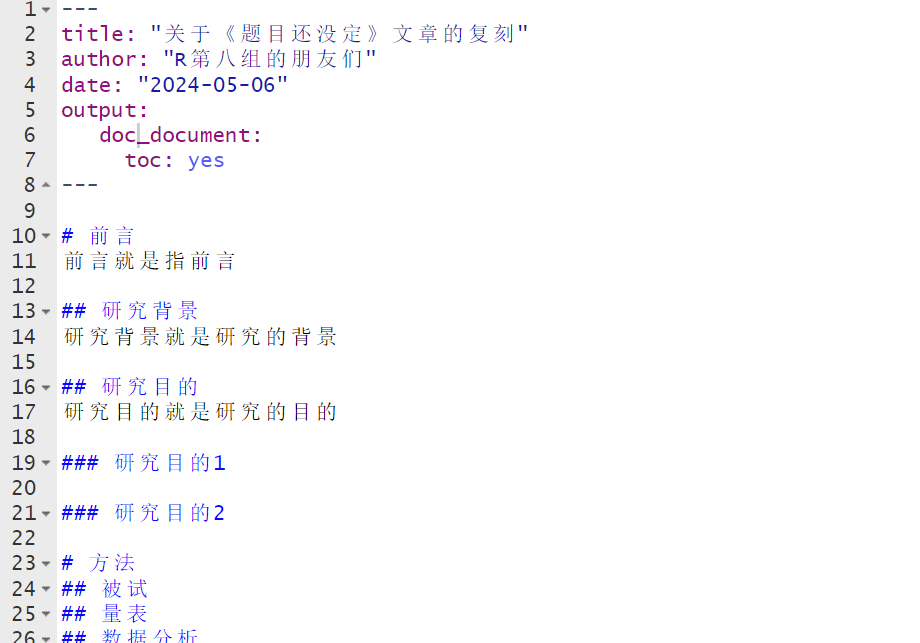 1 ---
2 title: "关于《题目还没定》文章的复刻"
3 author: "R第八组的朋友们"
4 date: "2024-05-06"
5 output:
6    doc_document:
7      toc: yes
8 ---
9
10 # 前言
11 前言就是指前言
12
13 ## 研究背景
14 研究背景就是研究的背景
15
16 ## 研究目的
17 研究目的就是研究的目的
18
19 ### 研究目的1
20
21 ### 研究目的2
22
23 # 方法
24 ## 被试
25 ## 量表
26 ## 数据分析